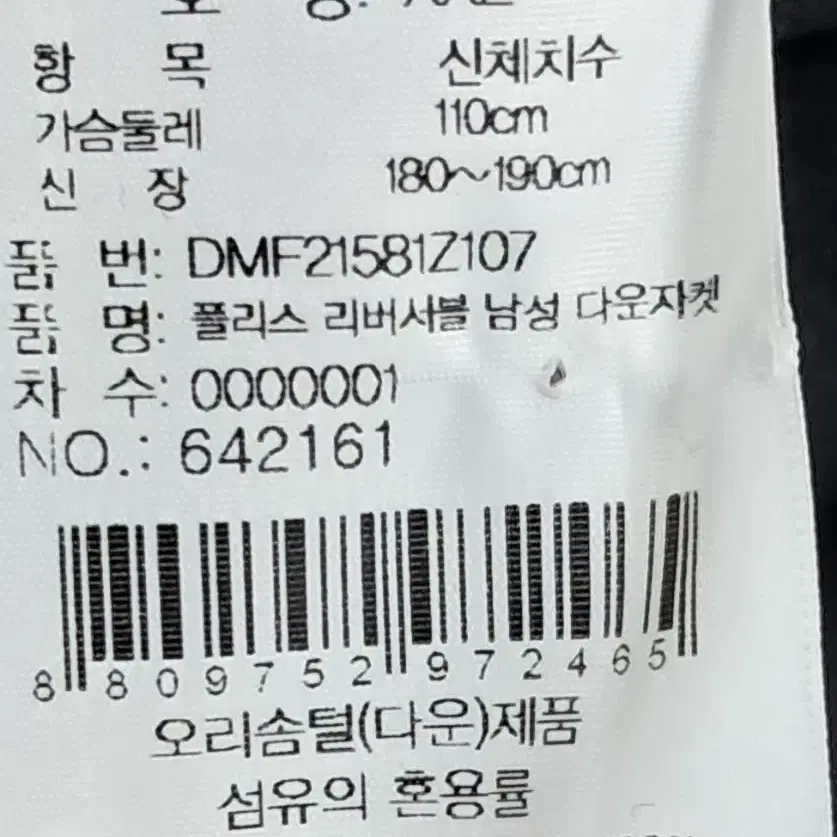 항 목 신체치수
가슴둘레 110cm
신 장 180~190cm
품 번: DMF21581Z107
품 명: 플리스 리버서블 남성 다운자켓
차 수: 0000001
NO.: 642161
8 809752 972465
오리솜털(다운)제품
섬유의 혼용률